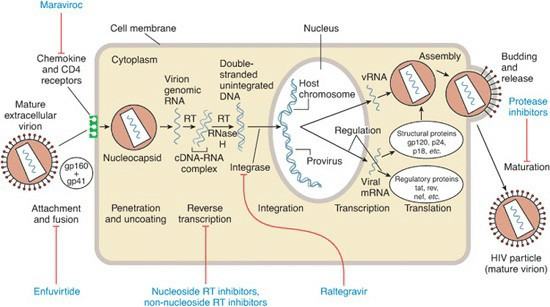 Maraviroc
Chemokine
and CD4
receptors
Mature
extracellular
virion
gp160
+
gp41
Attachment
and fusion
Enfuvirtide
Cell membrane
Cytoplasm
Nucleocapsid
Penetration
and uncoating
Virion
genomic
RNA
RT
cDNA-RNA
complex
RT
RNase
H
Double-
stranded
unintegrated
DNA
Integrase
Reverse
transcription
Nucleoside RT inhibitors,
non-nucleoside RT inhibitors
Nucleus
Host
chromosome
Provirus
Integration
Raltegravir
vRNA
Regulation
Viral
mRNA
Transcription
Assembly
Structural proteins
gp120, p24,
p18, etc.
Regulatory proteins
tat, rev,
nef, etc.
Translation
Budding
and
release
Protease
inhibitors
Maturation
HIV particle
(mature virion)